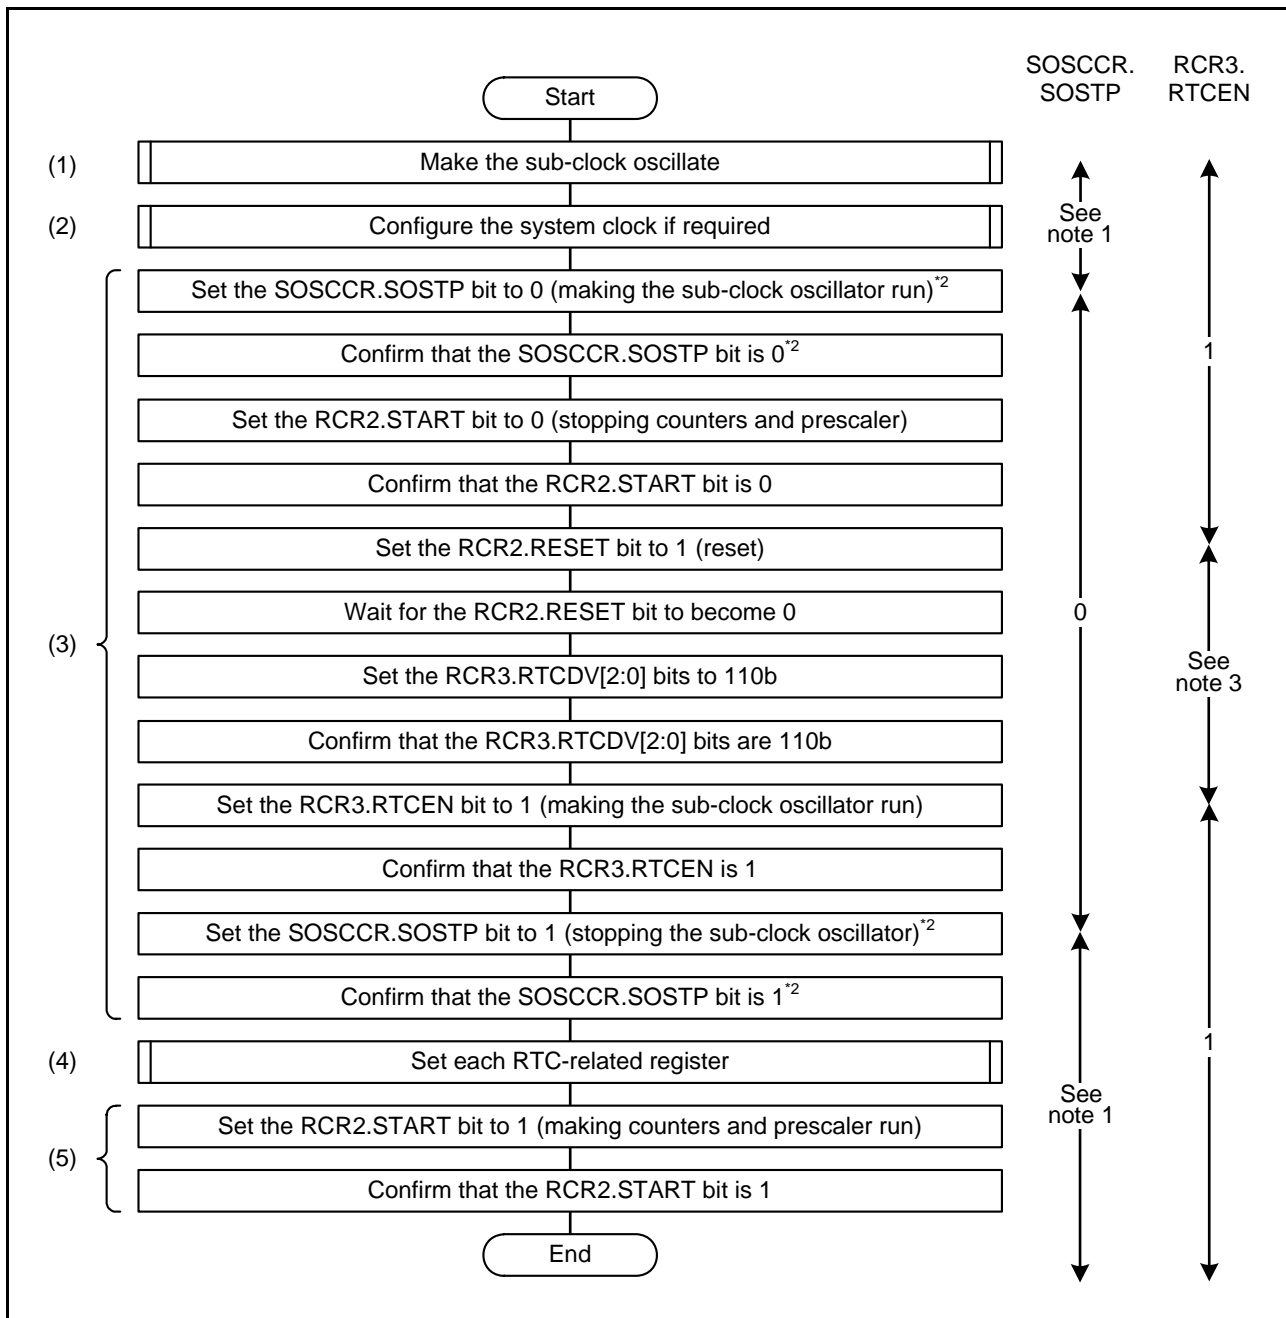 SOSCCR. RCR3.
SOSTP RTCEN
Start
(1) Make the sub-clock oscillate
(2) Configure the system clock if required
See
note 1
Set the SOSCCR.SOSTP bit to 0 (making the sub-clock oscillator run)*2
Confirm that the SOSCCR.SOSTP bit is 0*2
1
Set the RCR2.START bit to 0 (stopping counters and prescaler)
Confirm that the RCR2.START bit is 0
Set the RCR2.RESET bit to 1 (reset)
Wait for the RCR2.RESET bit to become 0
0
(3)
Set the RCR3.RTCDV[2:0] bits to 110b
See
note 3
Confirm that the RCR3.RTCDV[2:0] bits are 110b
Set the RCR3.RTCEN bit to 1 (making the sub-clock oscillator run)
Confirm that the RCR3.RTCEN is 1
Set the SOSCCR.SOSTP bit to 1 (stopping the sub-clock oscillator)*2
Confirm that the SOSCCR.SOSTP bit is 1*2
1
(4) Set each RTC-related register
See
note 1
Set the RCR2.START bit to 1 (making counters and prescaler run)
(5)
Confirm that the RCR2.START bit is 1
End